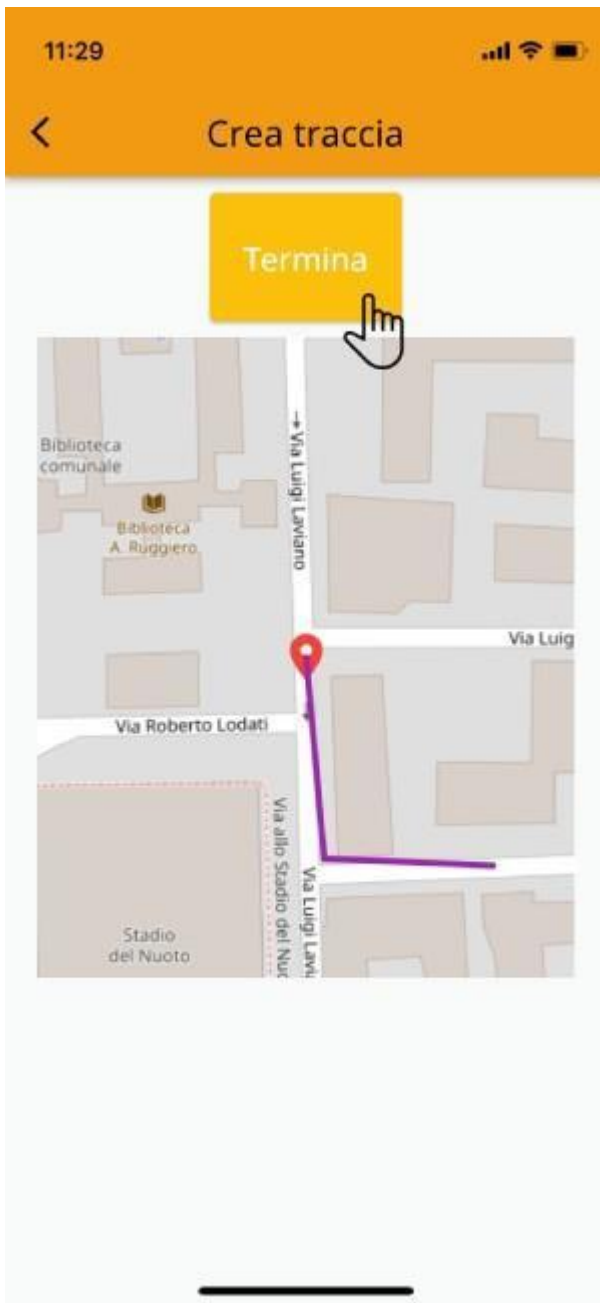 11:29
Crea traccia
Termina
Biblioteca
comunale
→Via Luigi Laviano
Biblioteca
A. Ruggiero
Via Luig
Via Roberto Lodati
Via allo Stadio del Nuo
Via Luigi Lavia
Stadio
del Nuoto